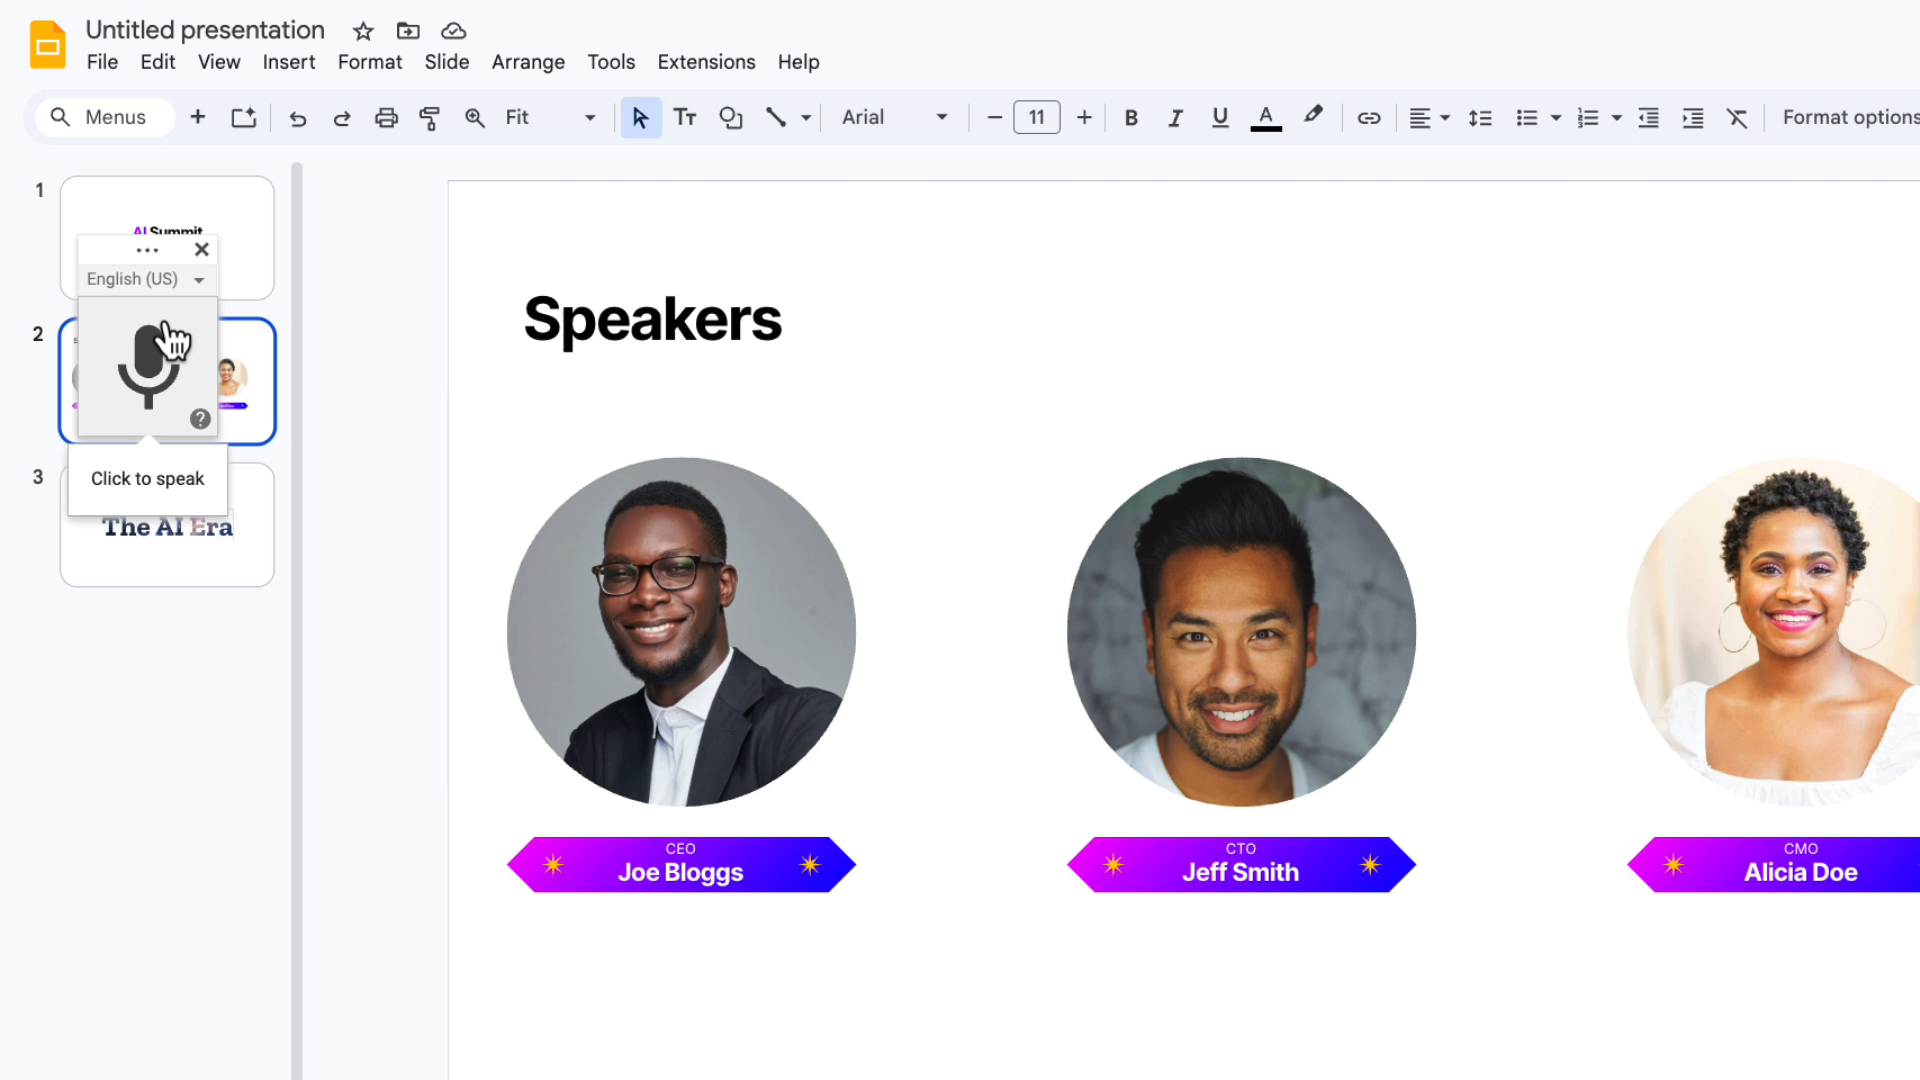 Untitled presentation
File Edit View Insert Format Slide Arrange Tools Extensions Help
Menus Fit Arial 11 Format options
1
AI Summit
English (US)
2
Click to speak
3
The AI Era
Speakers
CEO
Joe Bloggs
CTO
Jeff Smith
CMO
Alicia Doe